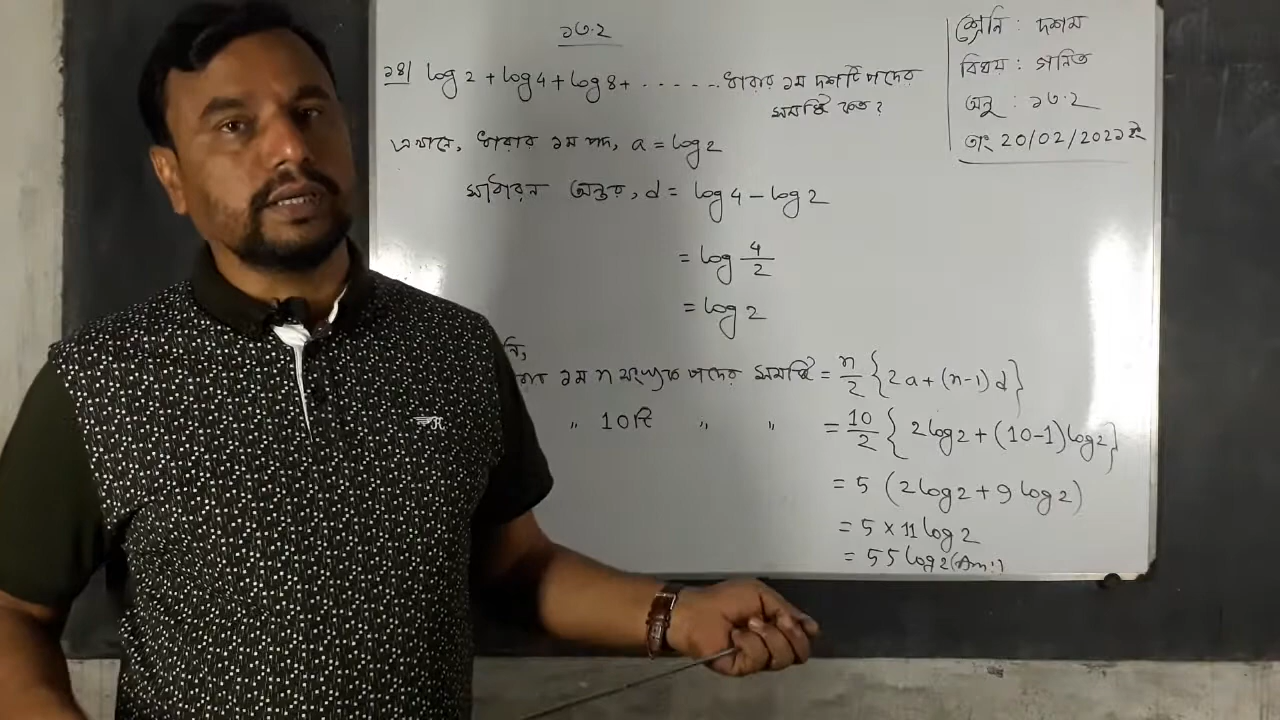 ১৩.২
১৪| log 2 + log 4 + log 8 + ...... ধারার ১ম দশটি পদের
সমষ্টি কত?
এখানে, ধারার ১ম পদ, a = log 2
সাধারন অন্তর, d = log 4 – log 2
= log 4/2
= log 2
নি,
রার ১ম n সংখ্যক পদের সমষ্টি = n/2 {2a + (n-1) d}
" 10টি " " = 10/2 { 2 log 2 + (10-1) log 2}
= 5 (2 log 2 + 9 log 2)
= 5 × 11 log 2
= 55 log 2 (Ans:)
শ্রেনি : দশম
বিষয় : গনিত
অনু : ১৩.২
তাং 20/02/2021 ইং